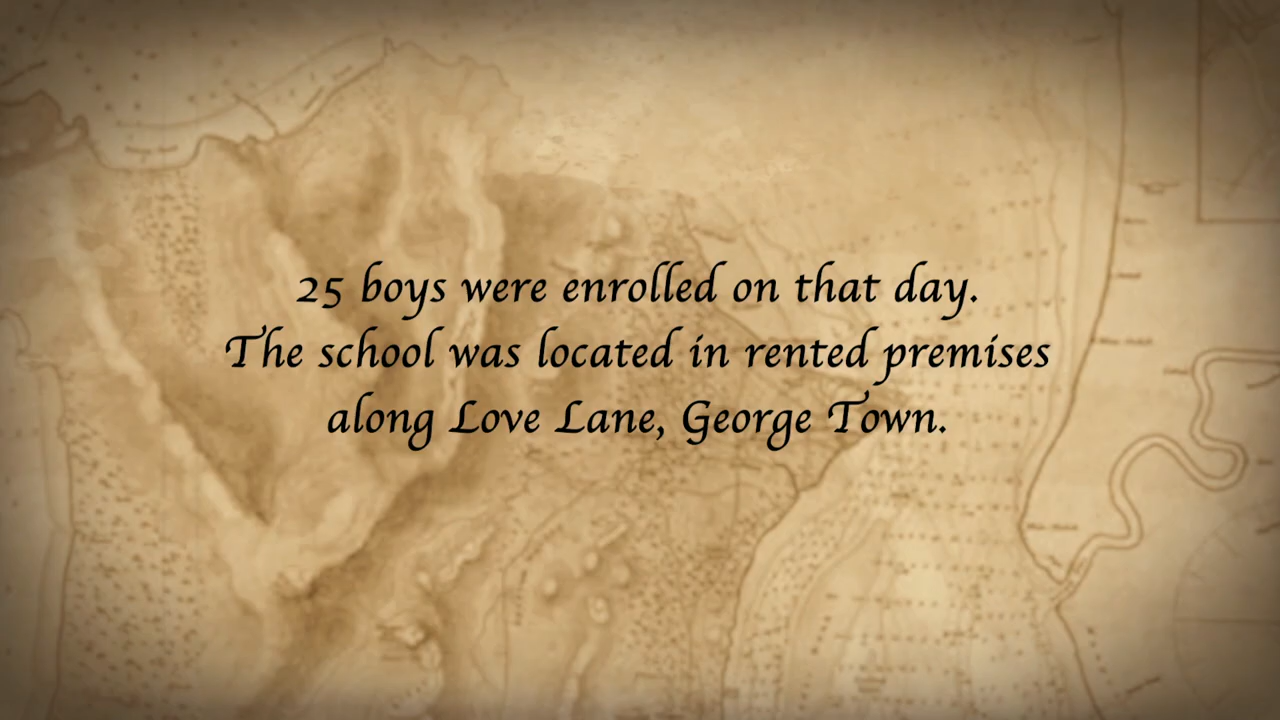 25 boys were enrolled on that day.
The school was located in rented premises
along Love Lane, George Town.